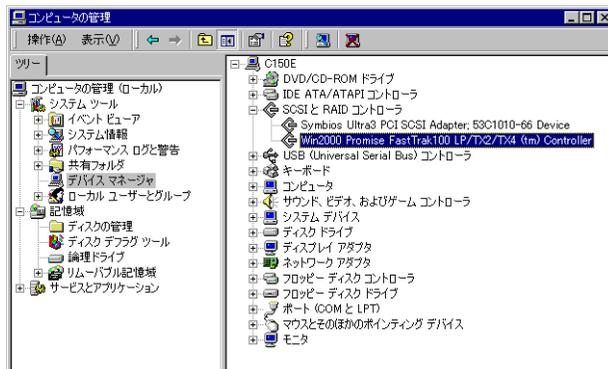 コンピュータの管理
操作(A) 表示(V)
ツリー
コンピュータの管理 (ローカル)
システム ツール
イベント ビューア
システム情報
パフォーマンス ログと警告
共有フォルダ
デバイス マネージャ
ローカル ユーザーとグループ
記憶域
ディスクの管理
ディスク デフラグ ツール
論理ドライブ
リムーバブル記憶域
サービスとアプリケーション
C150E
DVD/CD-ROM ドライブ
IDE ATA/ATAPI コントローラ
SCSI と RAID コントローラ
Symbios Ultra3 PCI SCSI Adapter; 53C1010-66 Device
Win2000 Promise FastTrak100 LP/TX2/TX4 (tm) Controller
USB (Universal Serial Bus) コントローラ
キーボード
コンピュータ
サウンド、ビデオ、およびゲーム コントローラ
システム デバイス
ディスク ドライブ
ディスプレイ アダプタ
ネットワーク アダプタ
フロッピー ディスク コントローラ
フロッピー ディスク ドライブ
ポート (COM と LPT)
マウスとそのほかのポインティング デバイス
モニタ